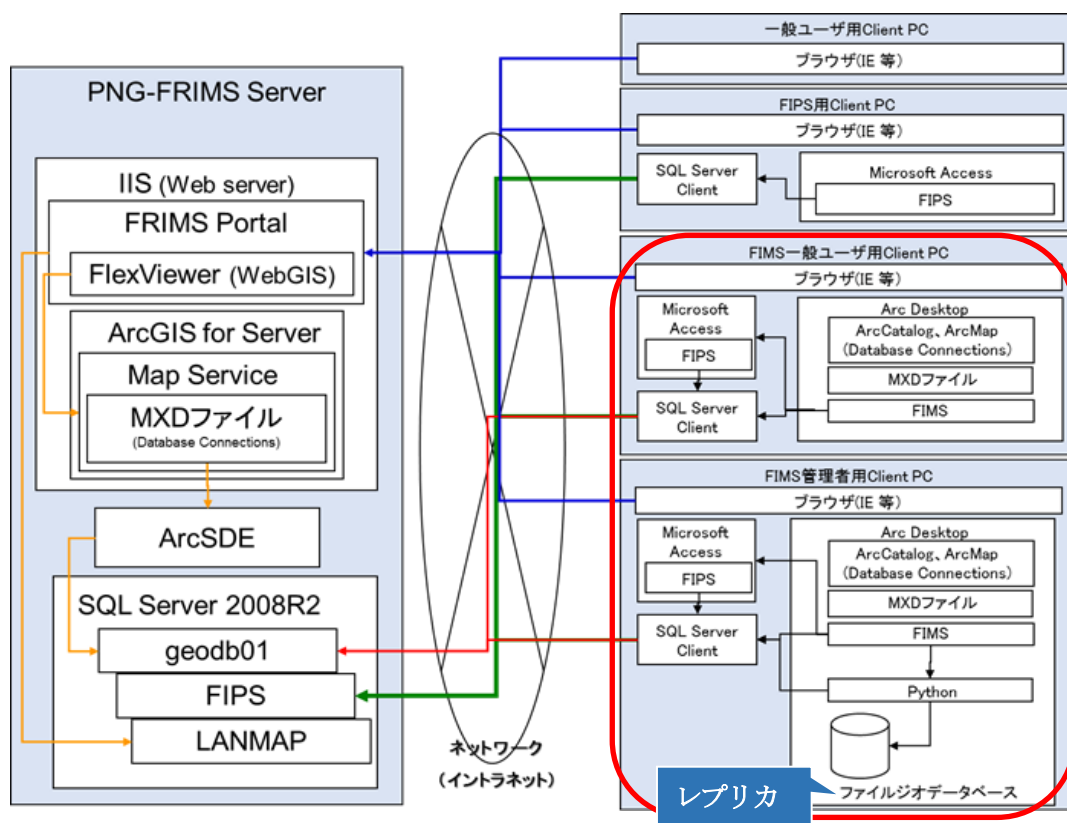 PNG-FRIMS Server
IIS (Web server)
FRIMS Portal
FlexViewer (WebGIS)
ArcGIS for Server
Map Service
MXDファイル
(Database Connections)
ArcSDE
SQL Server 2008R2
geodb01
FIPS
LANMAP
ネットワーク
(イントラネット)
一般ユーザ用Client PC
ブラウザ(IE 等)
FIPS用Client PC
ブラウザ(IE 等)
SQL Server
Client
Microsoft Access
FIPS
FIMS一般ユーザ用Client PC
ブラウザ(IE 等)
Microsoft
Access
FIPS
SQL Server
Client
Arc Desktop
ArcCatalog、ArcMap
(Database Connections)
MXDファイル
FIMS
FIMS管理者用Client PC
ブラウザ(IE 等)
Microsoft
Access
FIPS
SQL Server
Client
Arc Desktop
ArcCatalog、ArcMap
(Database Connections)
MXDファイル
FIMS
Python
ファイルジオデータベース
レプリカ